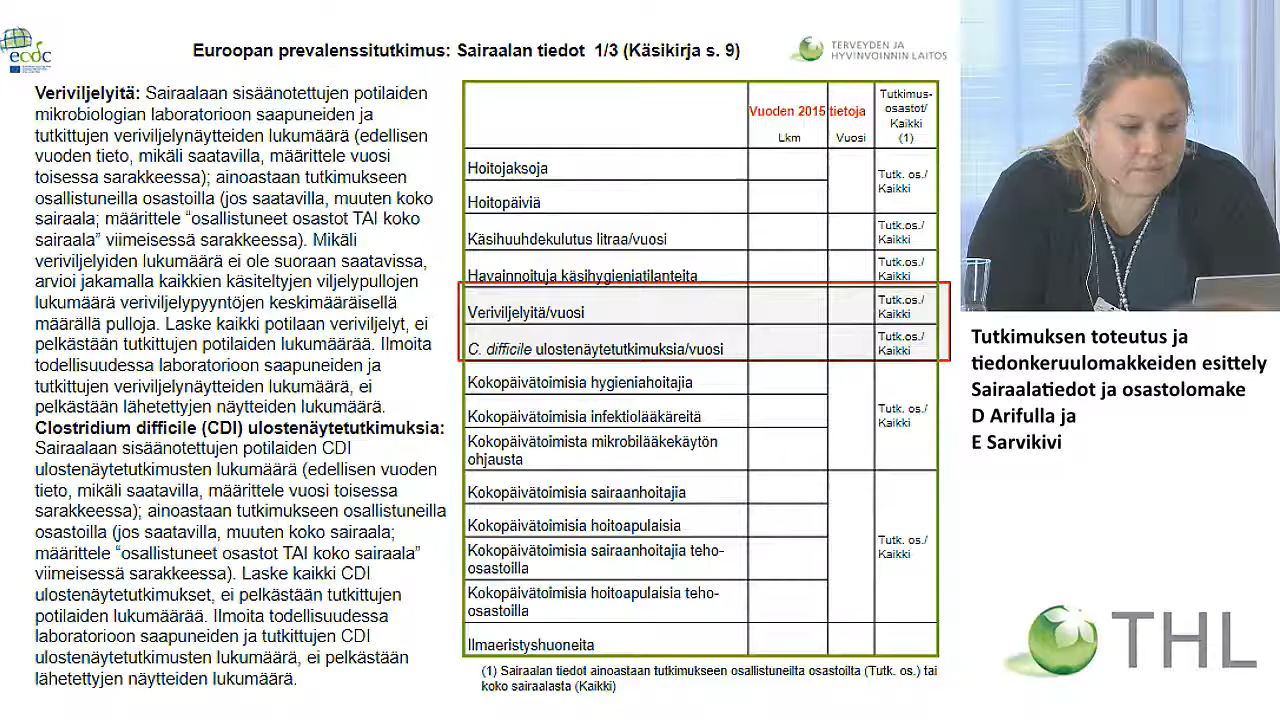 ecdc
Euroopan prevalenssitutkimus: Sairaalan tiedot 1/3 (Käsikirja s. 9)
TERVEYDEN JA
HYVINVOINNIN LAITOS
Veriviljelyitä: Sairaalaan sisäänotettujen potilaiden
mikrobiologian laboratorioon saapuneiden ja
tutkittujen veriviljelynäytteiden lukumäärä (edellisen
vuoden tieto, mikäli saatavilla, määrittele vuosi
toisessa sarakkeessa); ainoastaan tutkimukseen
osallistuneilla osastoilla (jos saatavilla, muuten koko
sairaala; määrittele “osallistuneet osastot TAI koko
sairaala” viimeisessä sarakkeessa). Mikäli
veriviljelyiden lukumäärä ei ole suoraan saatavissa,
arvioi jakamalla kaikkien käsiteltyjen viljelypullojen
lukumäärä veriviljelypyyntöjen keskimääräisellä
määrällä pulloja. Laske kaikki potilaan veriviljelyt, ei
pelkästään tutkittujen potilaiden lukumäärää. Ilmoita
todellisuudessa laboratorioon saapuneiden ja
tutkittujen veriviljelynäytteiden lukumäärä, ei
pelkästään lähetettyjen näytteiden lukumäärä.
Clostridium difficile (CDI) ulostenäytetutkimuksia:
Sairaalaan sisäänotettujen potilaiden CDI
ulostenäytetutkimusten lukumäärä (edellisen vuoden
tieto, mikäli saatavilla, määrittele vuosi toisessa
sarakkeessa); ainoastaan tutkimukseen osallistuneilla
osastoilla (jos saatavilla, muuten koko sairaala;
määrittele “osallistuneet osastot TAI koko sairaala”
viimeisessä sarakkeessa). Laske kaikki CDI
ulostenäytetutkimukset, ei pelkästään tutkittujen
potilaiden lukumäärää. Ilmoita todellisuudessa
laboratorioon saapuneiden ja tutkittujen CDI
ulostenäytetutkimusten lukumäärä, ei pelkästään
lähetettyjen näytteiden lukumäärä.
Vuoden 2015 tietoja
Lkm
Vuosi
Tutkimus-
osastot/
Kaikki
(1)
Hoitojaksoja
Tutk. os./
Kaikki
Hoitopäiviä
Käsihuuhdekulutus litraa/vuosi
Tutk.os./
Kaikki
Havainnoituja käsihygieniatilanteita
Tutk.os./
Kaikki
Veriviljelyitä/vuosi
Tutk.os./
Kaikki
C. difficile ulostenäytetutkimuksia/vuosi
Tutk.os./
Kaikki
Kokopäivätoimisia hygieniahoitajia
Kokopäivätoimisia infektiolääkäreitä
Tutk. os./
Kaikki
Kokopäivätoimista mikrobilääkekäytön
ohjausta
Kokopäivätoimisia sairaanhoitajia
Kokopäivätoimisia hoitoapulaisia
Tutk. os./
Kaikki
Kokopäivätoimisia sairaanhoitajia teho-
osastoilla
Kokopäivätoimisia hoitoapulaisia teho-
osastoilla
Ilmaeristyshuoneita
(1) Sairaalan tiedot ainoastaan tutkimukseen osallistuneilta osastoilta (Tutk. os.) tai
koko sairaalasta (Kaikki)
Tutkimuksen toteutus ja
tiedonkeruulomakkeiden esittely
Sairaalatiedot ja osastolomake
D Arifulla ja
E Sarvikivi
THL